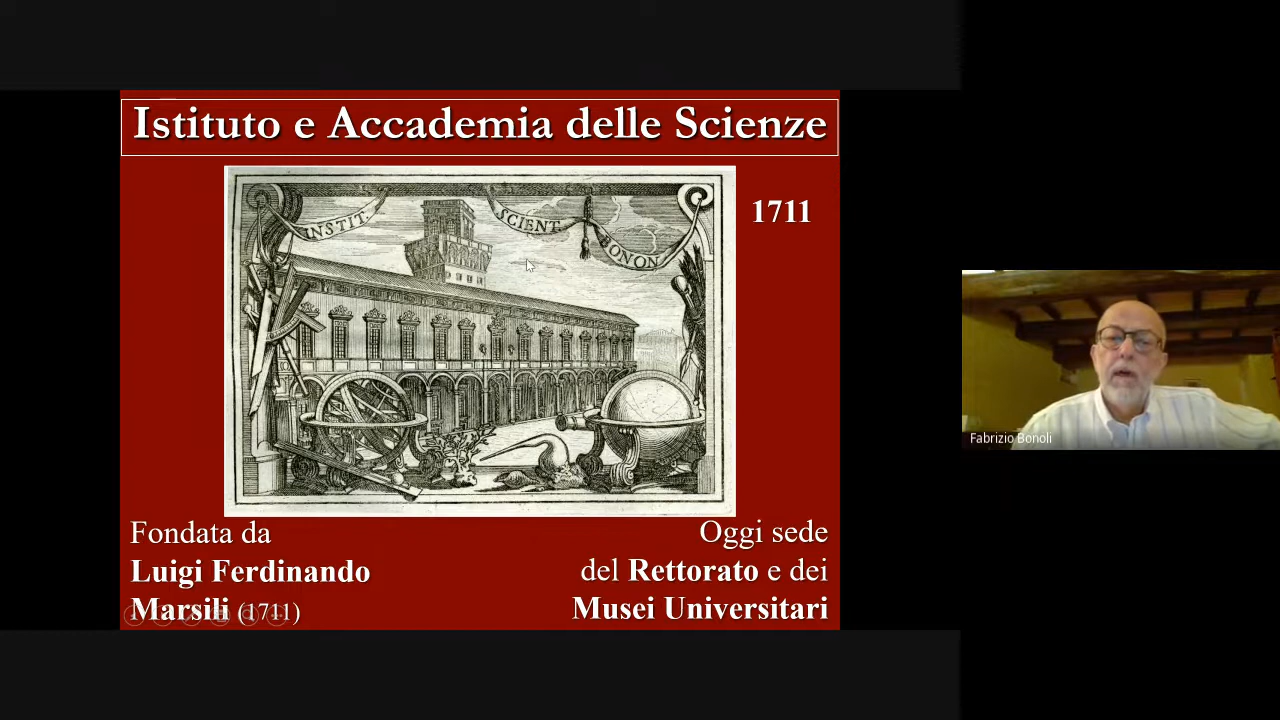 Istituto e Accademia delle Scienze
INSTIT.
SCIENT.
BONON
1711
Fondata da
Luigi Ferdinando
Marsili (1711)
Oggi sede
del Rettorato e dei
Musei Universitari
Fabrizio Bonoli